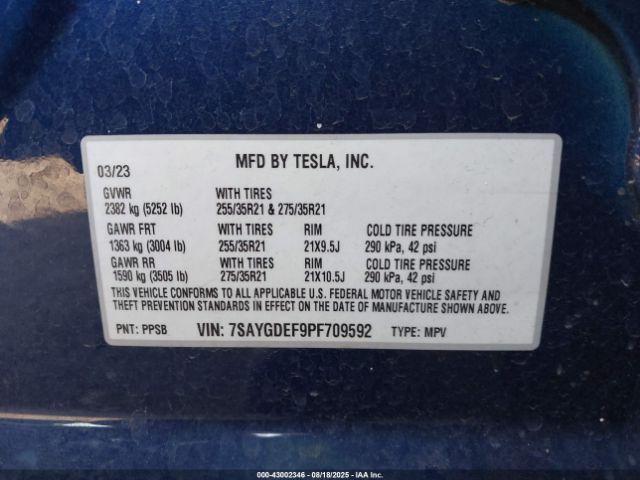 03/23 MFD BY TESLA, INC.
GVWR WITH TIRES
2382 kg (5252 lb) 255/35R21 & 275/35R21
GAWR FRT WITH TIRES RIM COLD TIRE PRESSURE
1363 kg (3004 lb) 255/35R21 21X9.5J 290 kPa, 42 psi
GAWR RR WITH TIRES RIM COLD TIRE PRESSURE
1590 kg (3505 lb) 275/35R21 21X10.5J 290 kPa, 42 psi
THIS VEHICLE CONFORMS TO ALL APPLICABLE U.S. FEDERAL MOTOR VEHICLE SAFETY AND
THEFT PREVENTION STANDARDS IN EFFECT ON THE DATE OF MANUFACTURE SHOWN ABOVE.
PNT: PPSB VIN: 7SAYGDEF9PF709592 TYPE: MPV
000-43002346 - 08/18/2025 - IAA Inc.